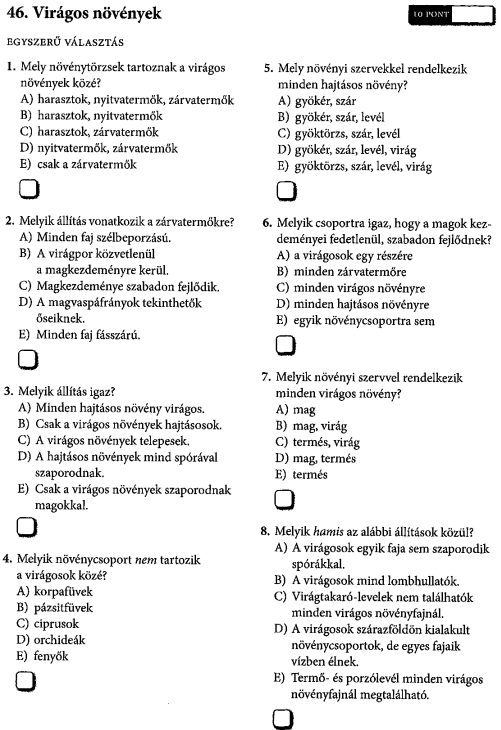 46. Virágos növények
10 PONT
EGYSZERŰ VÁLASZTÁS
1. Mely növénytörzsek tartoznak a virágos
növények közé?
A) harasztok, nyitvatermők, zárvatermők
B) harasztok, nyitvatermők
C) harasztok, zárvatermők
D) nyitvatermők, zárvatermők
E) csak a zárvatermők
2. Melyik állítás vonatkozik a zárvatermőkre?
A) Minden faj szélbeporzású.
B) A virágpor közvetlenül
a magkezdeményre kerül.
C) Magkezdeménye szabadon fejlődik.
D) A magvaspáfrányok tekinthetők
őseiknek.
E) Minden faj fásszárú.
3. Melyik állítás igaz?
A) Minden hajtásos növény virágos.
B) Csak a virágos növények hajtásosok.
C) A virágos növények telepesek.
D) A hajtásos növények mind spórával
szaporodnak.
E) Csak a virágos növények szaporodnak
magokkal.
4. Melyik növénycsoport nem tartozik
a virágosok közé?
A) korpafüvek
B) pázsitfüvek
C) ciprusok
D) orchideák
E) fenyők
5. Mely növényi szervekkel rendelkezik
minden hajtásos növény?
A) gyökér, szár
B) gyökér, szár, levél
C) gyöktörzs, szár, levél
D) gyökér, szár, levél, virág
E) gyöktörzs, szár, levél, virág
6. Melyik csoportra igaz, hogy a magok kez-
deményei fedetlenül, szabadon fejlődnek?
A) a virágosok egy részére
B) minden zárvatermőre
C) minden virágos növényre
D) minden hajtásos növényre
E) egyik növénycsoportra sem
7. Melyik növényi szervvel rendelkezik
minden virágos növény?
A) mag
B) mag, virág
C) termés, virág
D) mag, termés
E) termés
8. Melyik hamis az alábbi állítások közül?
A) A virágosok egyik faja sem szaporodik
spórákkal.
B) A virágosok mind lombhullatók.
C) Virágtakaró-levelek nem találhatók
minden virágos növényfajnál.
D) A virágosok szárazföldön kialakult
növénycsoportok, de egyes fajaik
vízben élnek.
E) Termő- és porzólevél minden virágos
növényfajnál megtalálható.